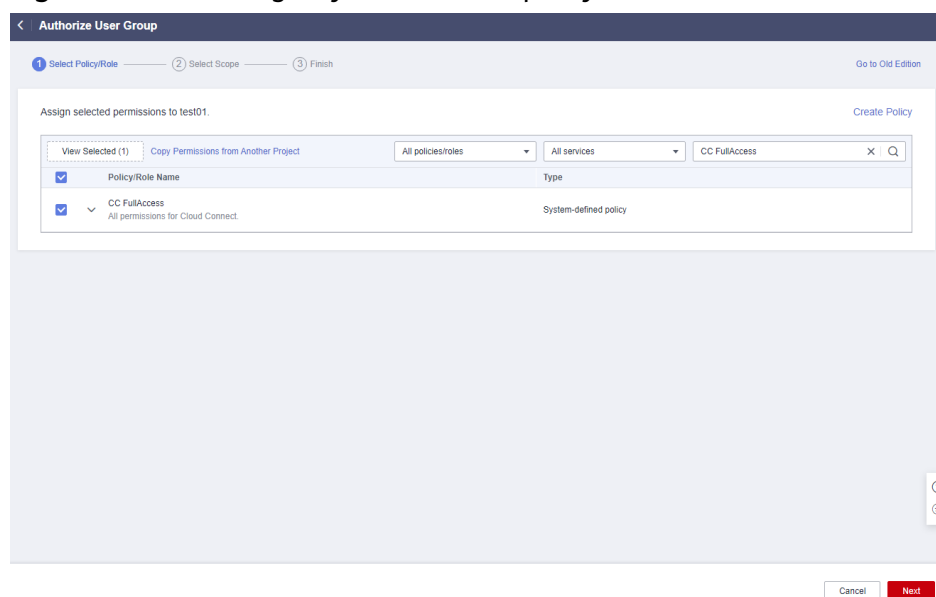 Authorize User Group
1 Select Policy/Role 2 Select Scope 3 Finish Go to Old Edition
Assign selected permissions to test01. Create Policy
View Selected (1) Copy Permissions from Another Project All policies/roles All services CC FullAccess
Policy/Role Name Type
CC FullAccess
All permissions for Cloud Connect. System-defined policy
Cancel Next